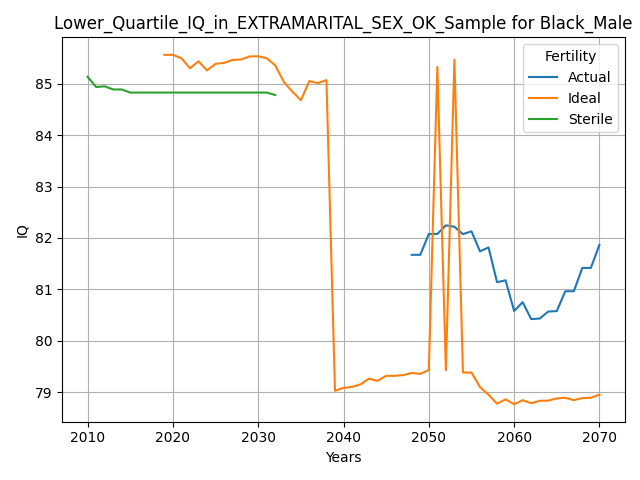 Lower_Quartile_IQ_in_EXTRAMARITAL_SEX_OK_Sample for Black_Male
Fertility
Actual
Ideal
Sterile
IQ
85
84
83
82
81
80
79
2010 2020 2030 2040 2050 2060 2070
Years